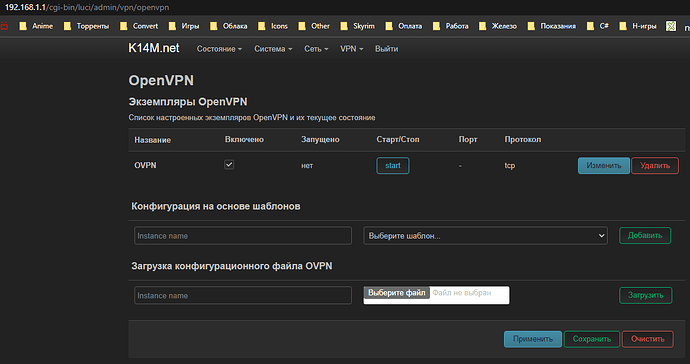 192.168.1.1/cgi-bin/luci/admin/vpn/openvpn
Anime Торренты Convert Игры Облака Icons Other Skyrim Оплата Работа Железо Показания C# H-игры
K14M.net Состояние Система Сеть VPN Выйти
OpenVPN
Экземпляры OpenVPN
Список настроенных экземпляров OpenVPN и их текущее состояние
Название Включено Запущено Старт/Стоп Порт Протокол
OVPN нет start - tcp Изменить Удалить
Конфигурация на основе шаблонов
Instance name Выберите шаблон... Добавить
Загрузка конфигурационного файла OVPN
Instance name Выберите файл Файл не выбран Загрузить
Применить Сохранить Очистить